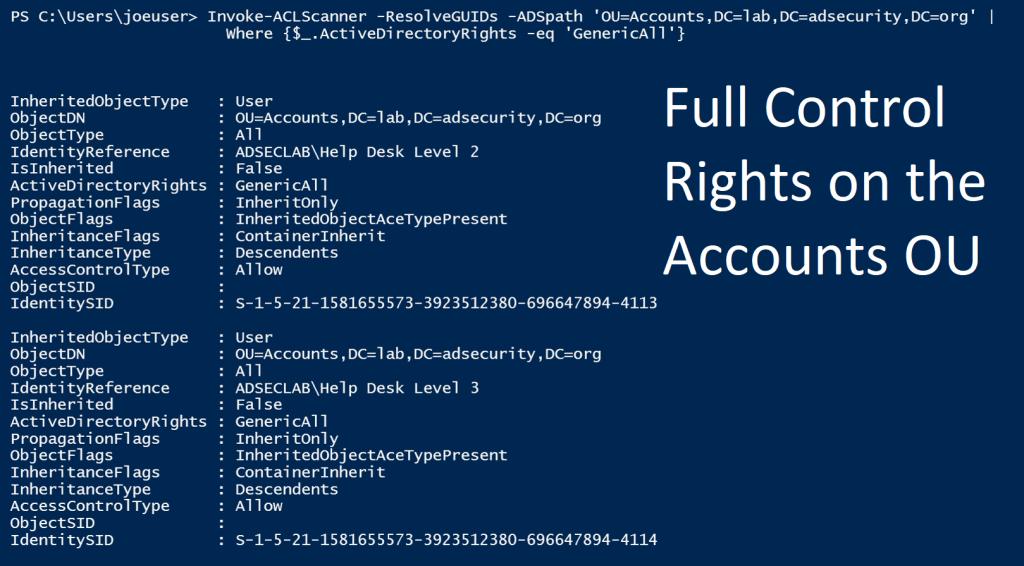 PS C:\Users\joeuser> Invoke-ACLScanner -ResolveGUIDs -ADSpath 'OU=Accounts,DC=lab,DC=adsecurity,DC=org' |
Where {$_.ActiveDirectoryRights -eq 'GenericAll'}
InheritedObjectType : User
ObjectDN : OU=Accounts,DC=lab,DC=adsecurity,DC=org
ObjectType : All
IdentityReference : ADSECLAB\Help Desk Level 2
IsInherited : False
ActiveDirectoryRights : GenericAll
PropagationFlags : InheritOnly
ObjectFlags : InheritedObjectAceTypePresent
InheritanceFlags : ContainerInherit
InheritanceType : Descendents
AccessControlType : Allow
ObjectSID :
IdentitySID : S-1-5-21-1581655573-3923512380-696647894-4113
InheritedObjectType : User
ObjectDN : OU=Accounts,DC=lab,DC=adsecurity,DC=org
ObjectType : All
IdentityReference : ADSECLAB\Help Desk Level 3
IsInherited : False
ActiveDirectoryRights : GenericAll
PropagationFlags : InheritOnly
ObjectFlags : InheritedObjectAceTypePresent
InheritanceFlags : ContainerInherit
InheritanceType : Descendents
AccessControlType : Allow
ObjectSID :
IdentitySID : S-1-5-21-1581655573-3923512380-696647894-4114
Full Control
Rights on the
Accounts OU